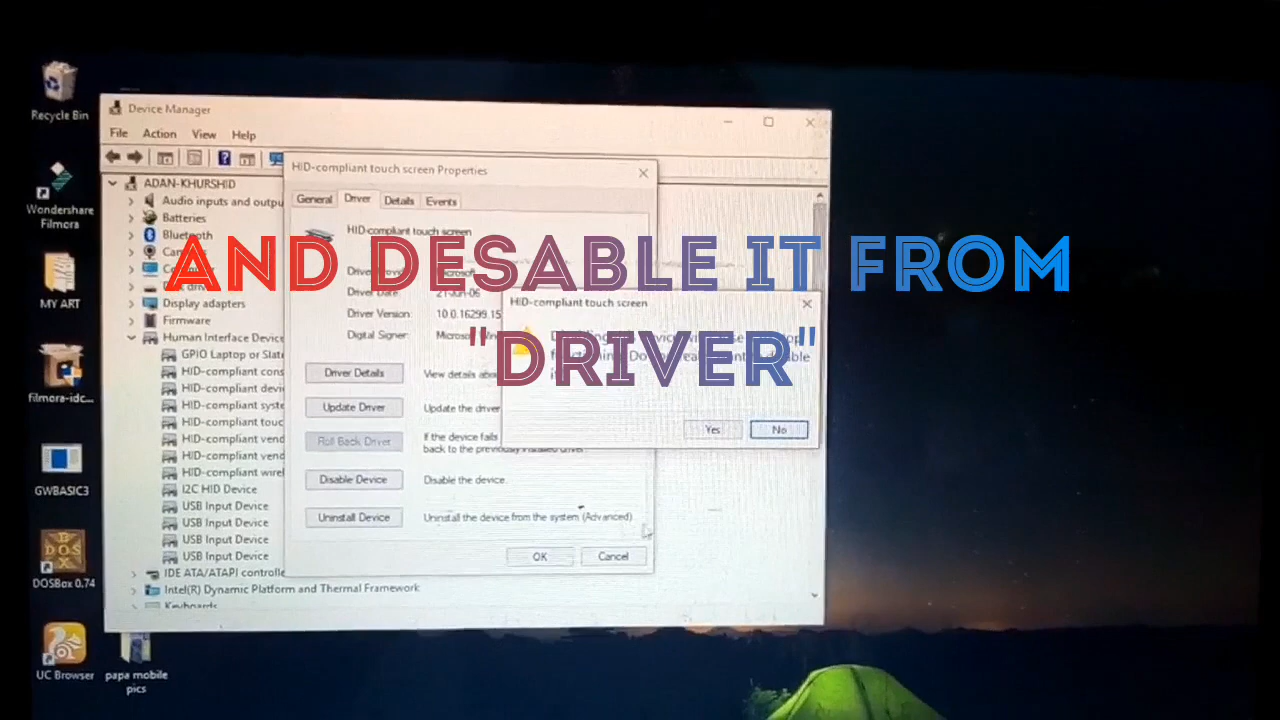 Recycle Bin
Wondershare
Filmora
MY ART
filmora-idc...
GWBASIC3
DOSBox 0.74
UC Browser
papa mobile
pics
Device Manager
File Action View Help
ADAN-KHURSHID
Audio inputs and outpu
Batteries
Bluetooth
Display adapters
Firmware
Human Interface Device
GPIO Laptop or Slate
HID-compliant cons
HID-compliant devi
HID-compliant syste
HID-compliant touc
HID-compliant vend
HID-compliant vend
HID-compliant wirel
I2C HID Device
USB Input Device
USB Input Device
USB Input Device
USB Input Device
IDE ATA/ATAPI controlle
Intel(R) Dynamic Platform and Thermal Framework
Keyboards
HID-compliant touch screen Properties
General Driver Details Events
HID-compliant touch screen
Driver Date: 21-Jun-06
Driver Version: 10.0.16299.15
Digital Signer:
Driver Details
View details abou
Update Driver
Update the driver
Roll Back Driver
If the device fails
back to the previously installed driver.
Disable Device
Disable the device.
Uninstall Device
Uninstall the device from the system (Advanced).
OK Cancel
HID-compliant touch screen
Yes No
AND DESABLE IT FROM
"DRIVER"